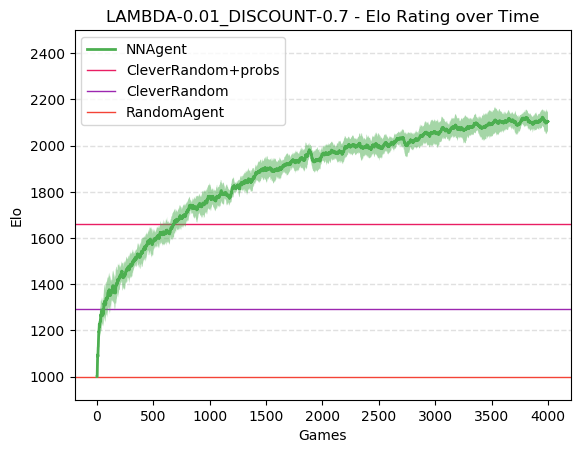 LAMBDA-0.01_DISCOUNT-0.7 - Elo Rating over Time
NNAgent
CleverRandom+probs
CleverRandom
RandomAgent
2400
2200
2000
1800
1600
1400
1200
1000
Elo
0 500 1000 1500 2000 2500 3000 3500 4000
Games